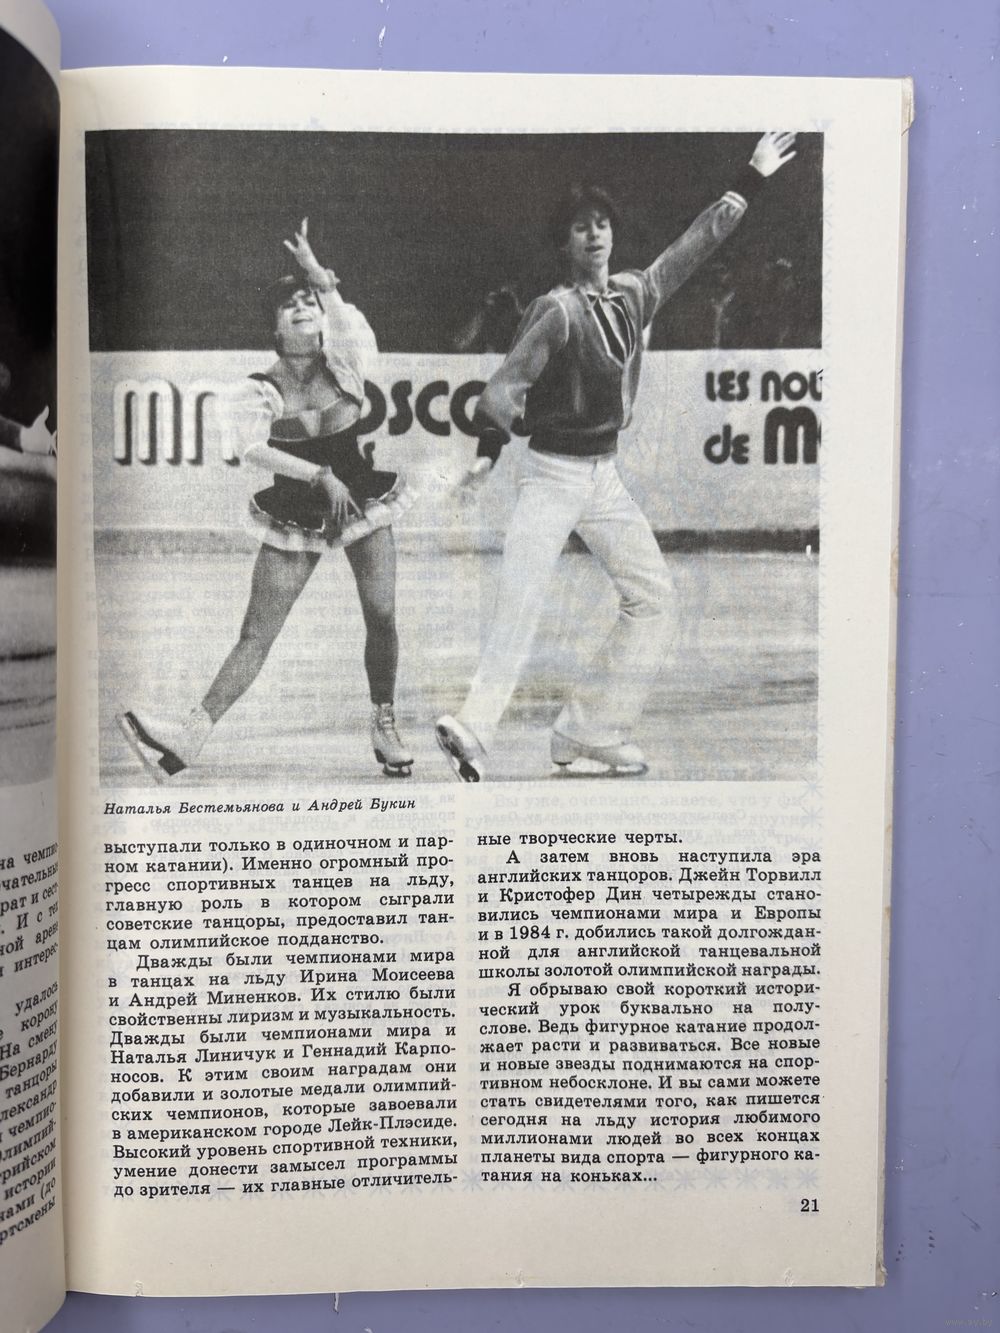 LES NOU
de M
Наталья Бестемьянова и Андрей Букин
выступали только в одиночном и пар-
ном катании). Именно огромный про-
гресс спортивных танцев на льду,
главную роль в котором сыграли
советские танцоры, предоставил тан-
цам олимпийское подданство.
Дважды были чемпионами мира
в танцах на льду Ирина Моисеева
и Андрей Миненков. Их стилю были
свойственны лиризм и музыкальность.
Дважды были чемпионами мира и
Наталья Линичук и Геннадий Карпо-
носов. К этим своим наградам они
добавили и золотые медали олимпий-
ских чемпионов, которые завоевали
в американском городе Лейк-Плэсиде.
Высокий уровень спортивной техники,
умение донести замысел программы
до зрителя — их главные отличитель-
ные творческие черты.
А затем вновь наступила эра
английских танцоров. Джейн Торвилл
и Кристофер Дин четырежды стано-
вились чемпионами мира и Европы
и в 1984 г. добились такой долгождан-
ной для английской танцевальной
школы золотой олимпийской награды.
Я обрываю свой короткий истори-
ческий урок буквально на полу-
слове. Ведь фигурное катание продол-
жает расти и развиваться. Все новые
и новые звезды поднимаются на спор-
тивном небосклоне. И вы сами можете
стать свидетелями того, как пишется
сегодня на льду история любимого
миллионами людей во всех концах
планеты вида спорта — фигурного ка-
тания на коньках...
21